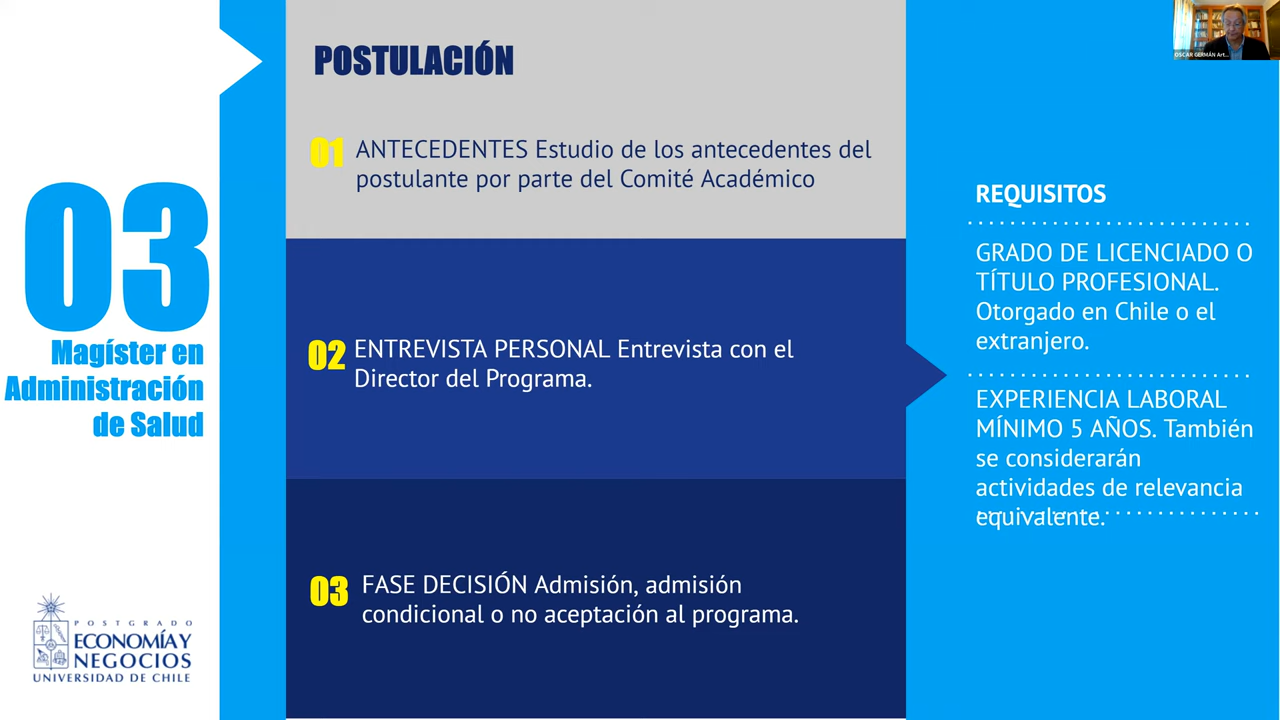 03
Magíster en
Administración
de Salud
POSTGRADO
ECONOMÍA Y
NEGOCIOS
UNIVERSIDAD DE CHILE
POSTULACIÓN
01
ANTECEDENTES Estudio de los antecedentes del
postulante por parte del Comité Académico
02
ENTREVISTA PERSONAL Entrevista con el
Director del Programa.
03
FASE DECISIÓN Admisión, admisión
condicional o no aceptación al programa.
REQUISITOS
GRADO DE LICENCIADO O
TÍTULO PROFESIONAL.
Otorgado en Chile o el
extranjero.
EXPERIENCIA LABORAL
MÍNIMO 5 AÑOS. También
se considerarán
actividades de relevancia
equivalente.
OSCAR GERMÁN Art...